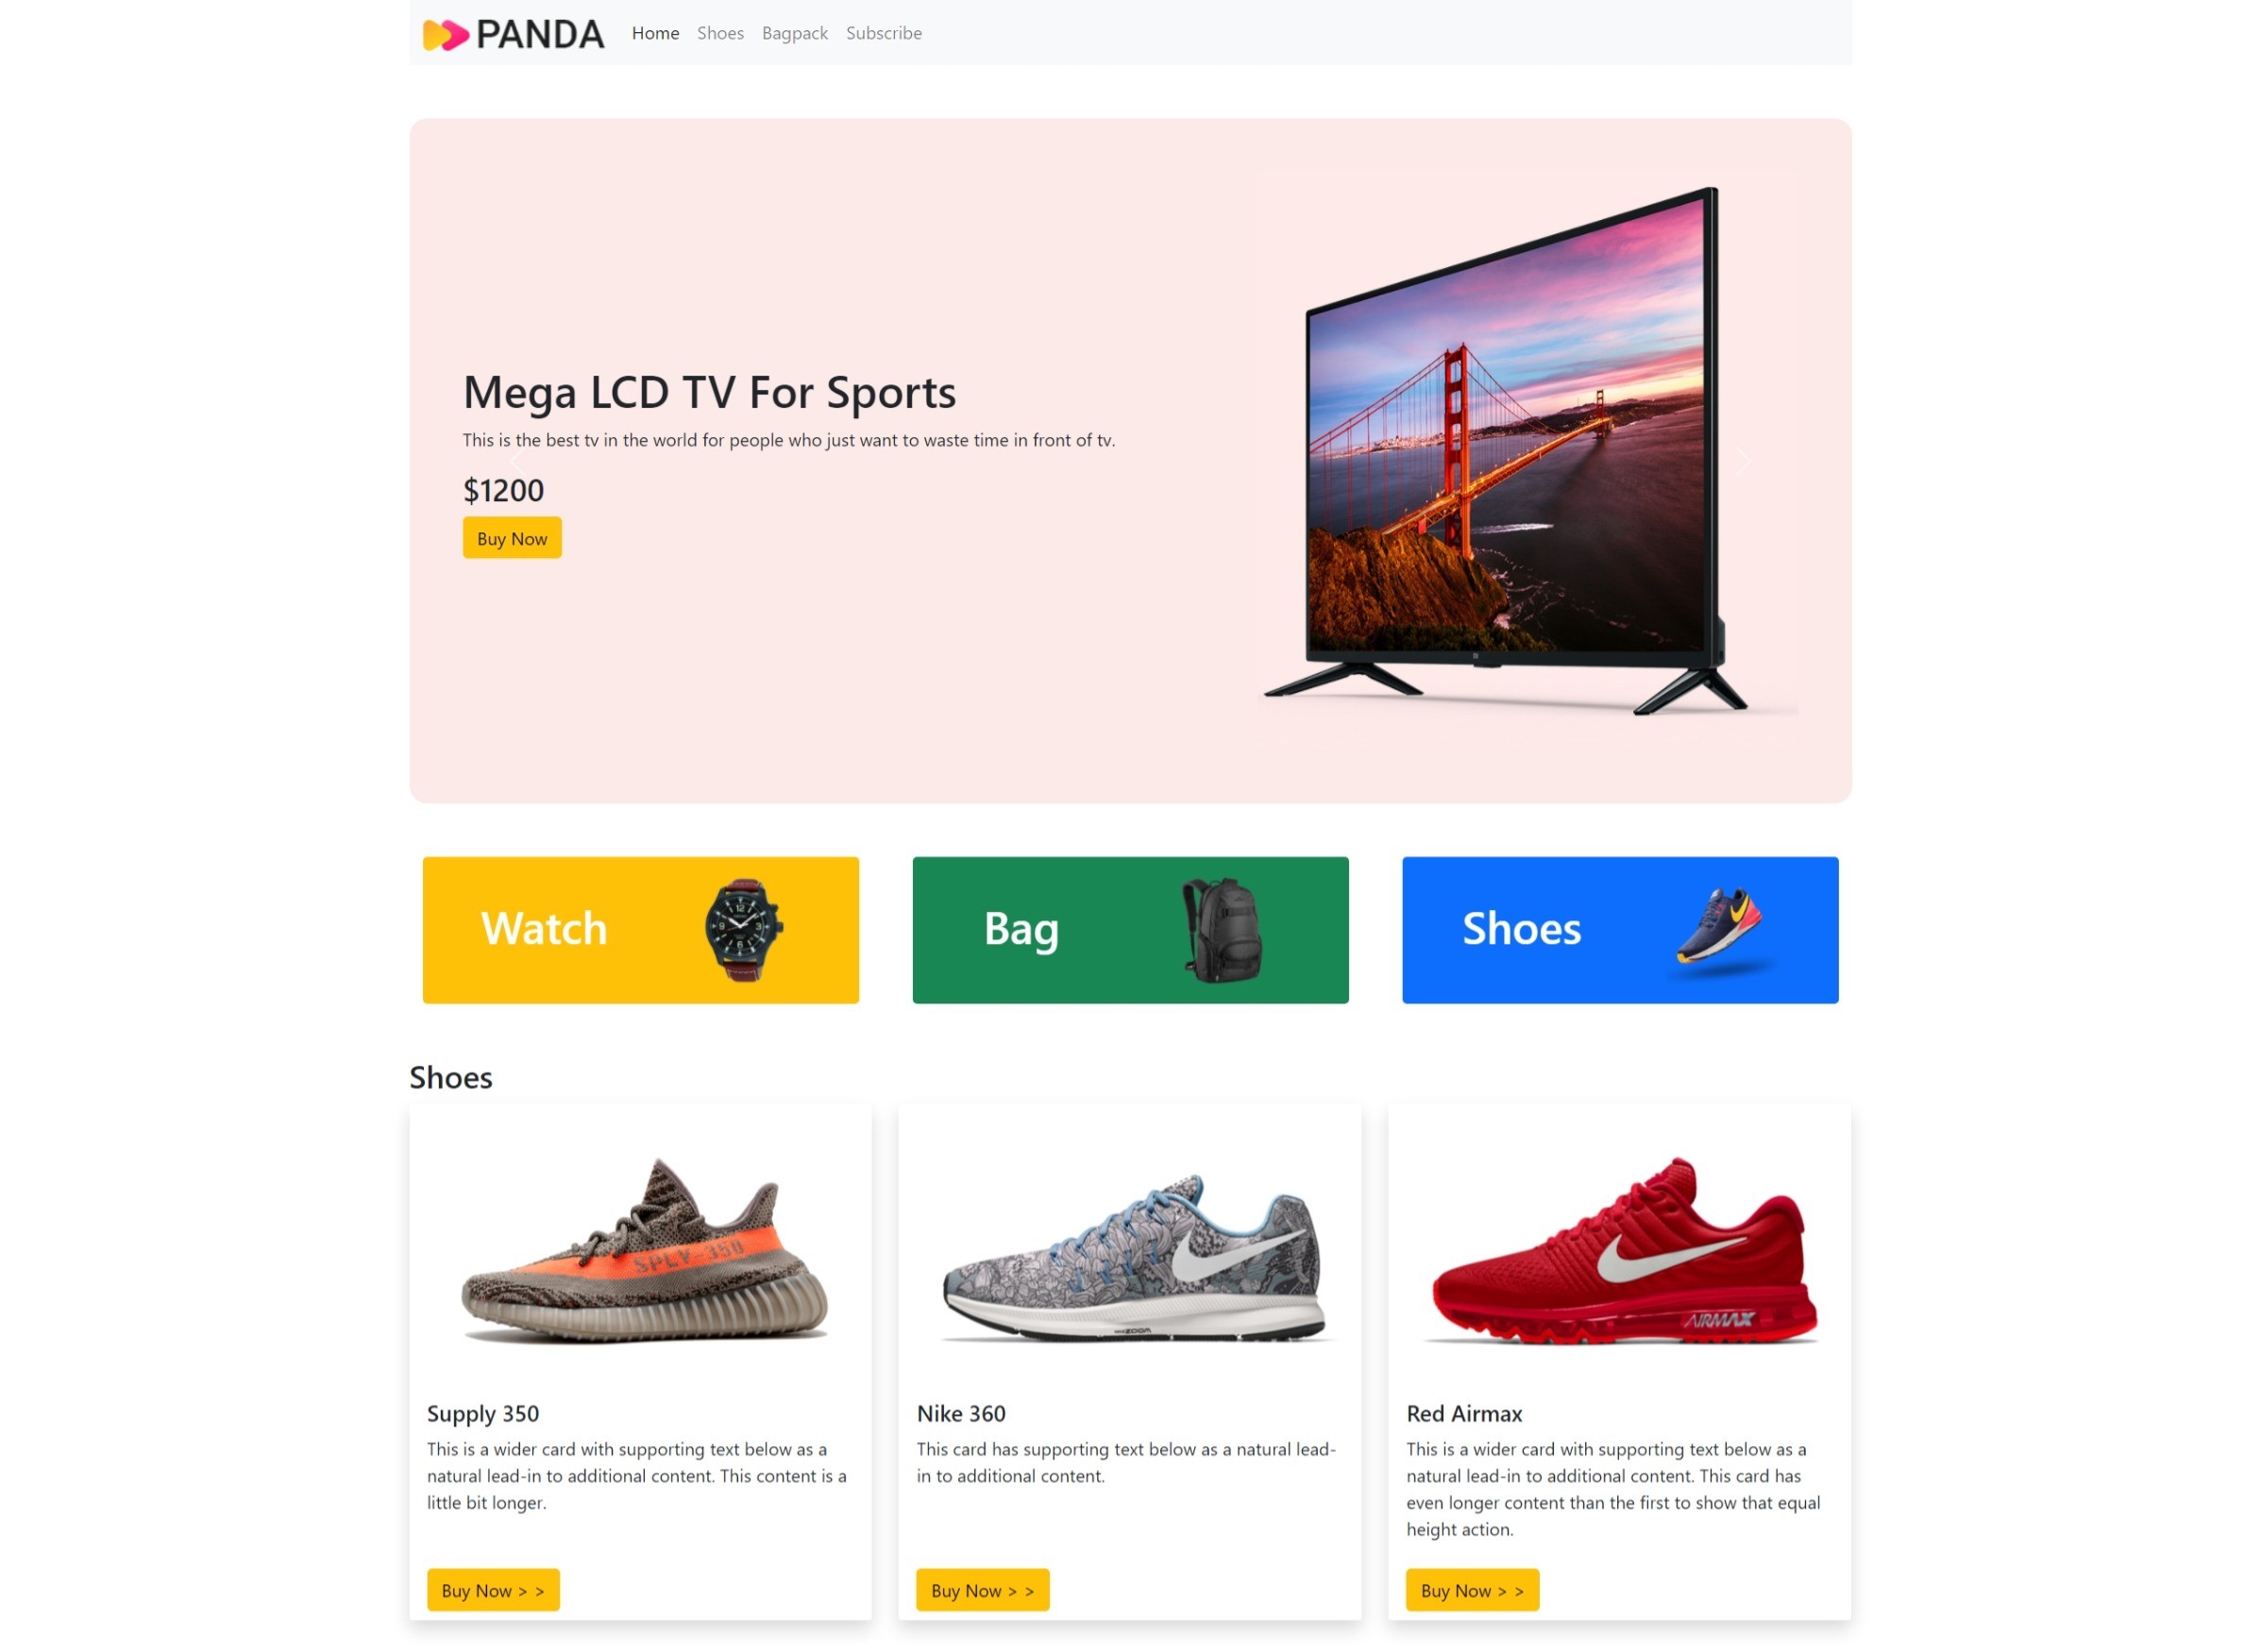 PANDA Home Shoes Bagpack Subscribe
Mega LCD TV For Sports
This is the best tv in the world for people who just want to waste time in front of tv.
$1200
Buy Now
Watch
Bag
Shoes
Shoes
SPLY-350
ZOOM
AIRMAX
Supply 350
This is a wider card with supporting text below as a
natural lead-in to additional content. This content is a
little bit longer.
Buy Now > >
Nike 360
This card has supporting text below as a natural lead-
in to additional content.
Buy Now > >
Red Airmax
This is a wider card with supporting text below as a
natural lead-in to additional content. This card has
even longer content than the first to show that equal
height action.
Buy Now > >